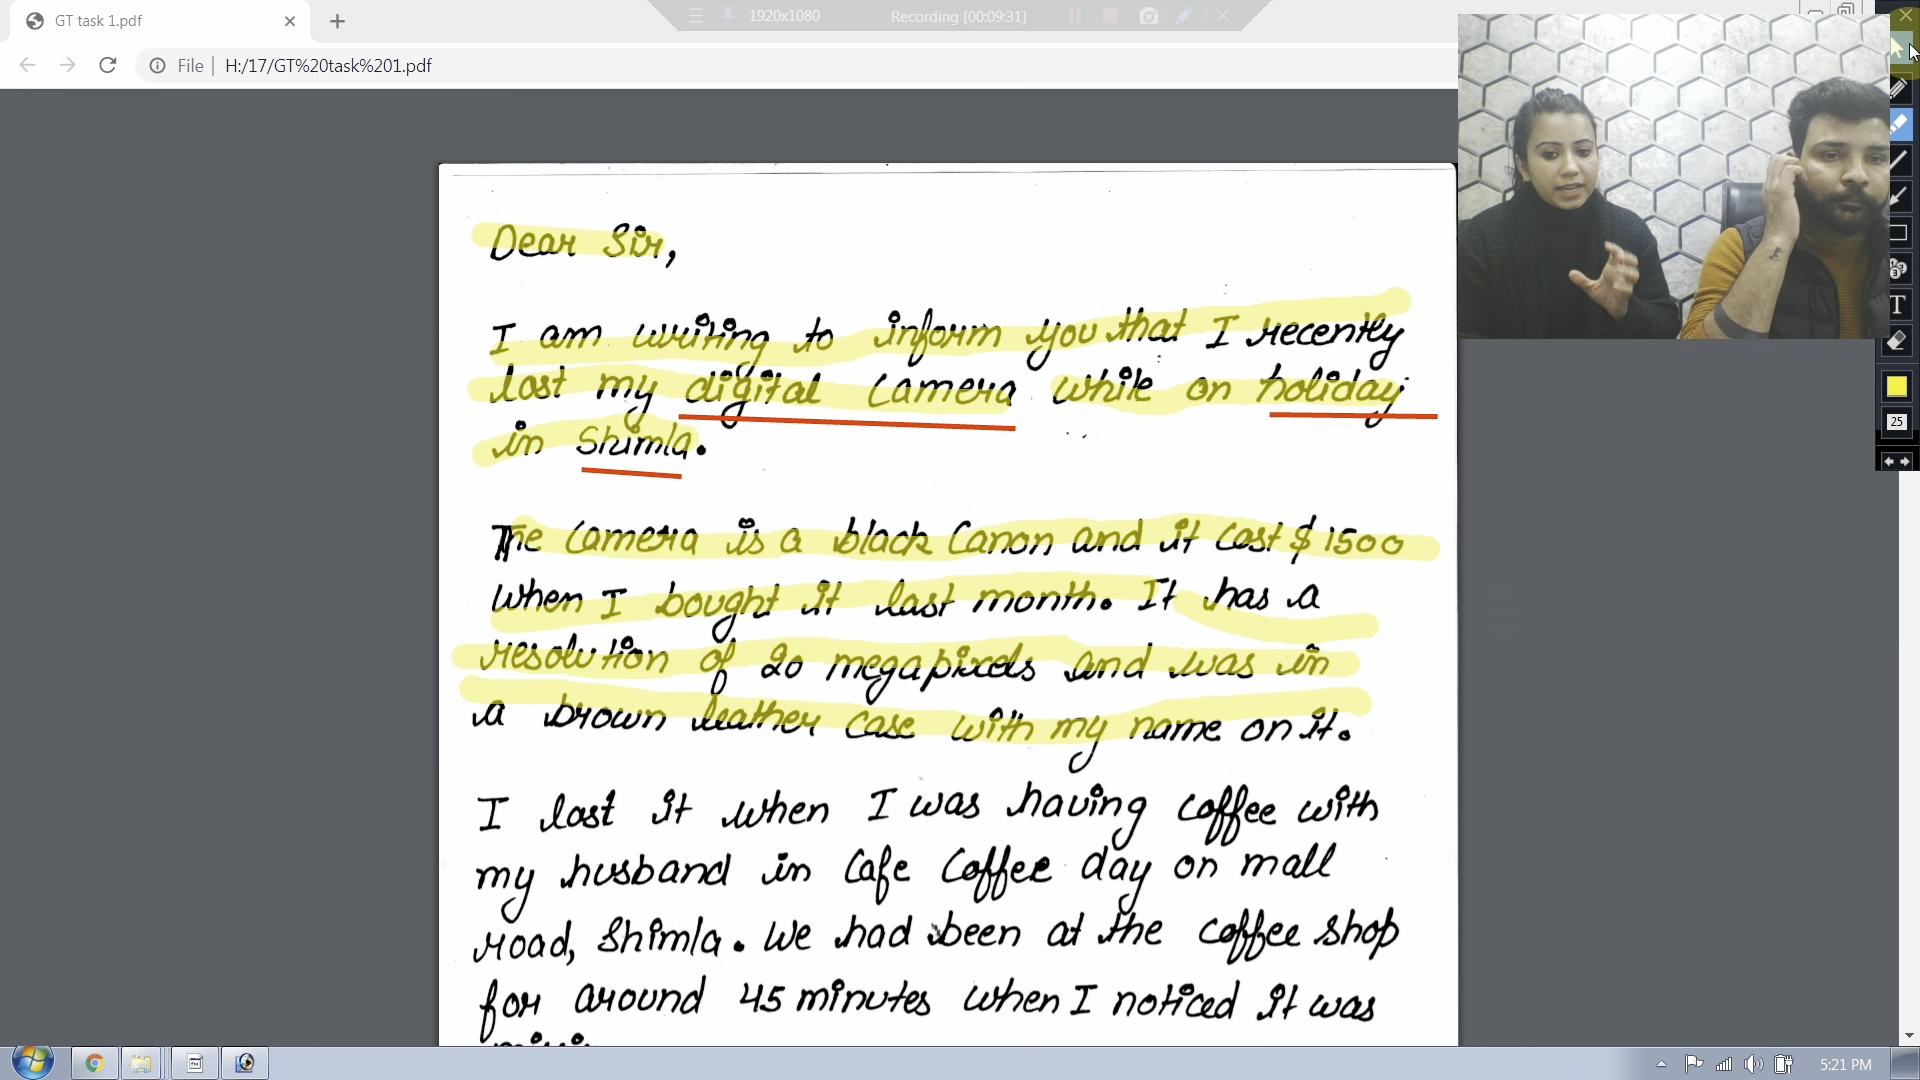 GT task 1.pdf
1920x1080
Recording [00:09:31]
File
H:/17/GT%20task%201.pdf
Dear Sir,
I am writing to inform you that I recently
lost my digital camera while on holiday
in Shimla.
The camera is a black Canon and it cost $ 1500
when I bought it last month. It has a
resolution of 20 megapixels and was in
a brown leather case with my name on it.
I lost it when I was having coffee with
my husband in Cafe Coffee day on mall
road, Shimla. We had been at the coffee shop
for around 45 minutes when I noticed it was
T
25
5:21 PM